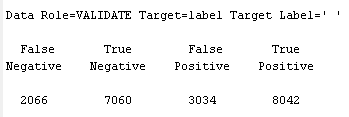 Data Role=VALIDATE Target=label Target Label=' '
False True False True
Negative Negative Positive Positive
2066 7060 3034 8042